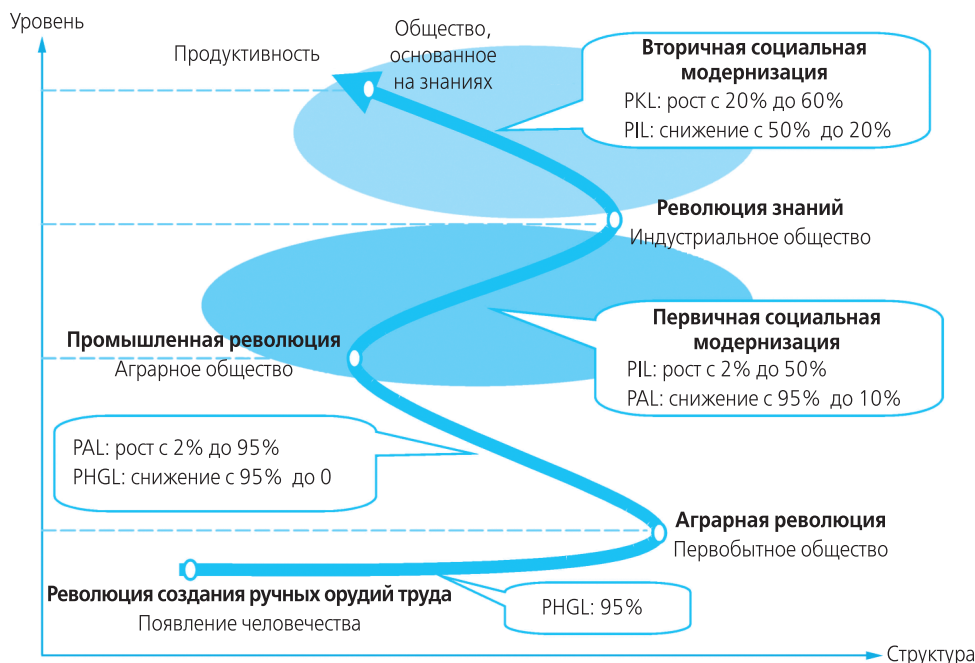 Уровень
Продуктивность
Общество,
основанное
на знаниях
Вторичная социальная
модернизация
PKL: рост с 20% до 60%
PIL: снижение с 50% до 20%
Революция знаний
Индустриальное общество
Первичная социальная
модернизация
PIL: рост с 2% до 50%
PAL: снижение с 95% до 10%
Промышленная революция
Аграрное общество
PAL: рост с 2% до 95%
PHGL: снижение с 95% до 0
Аграрная революция
Первобытное общество
Революция создания ручных орудий труда
Появление человечества
PHGL: 95%
Структура